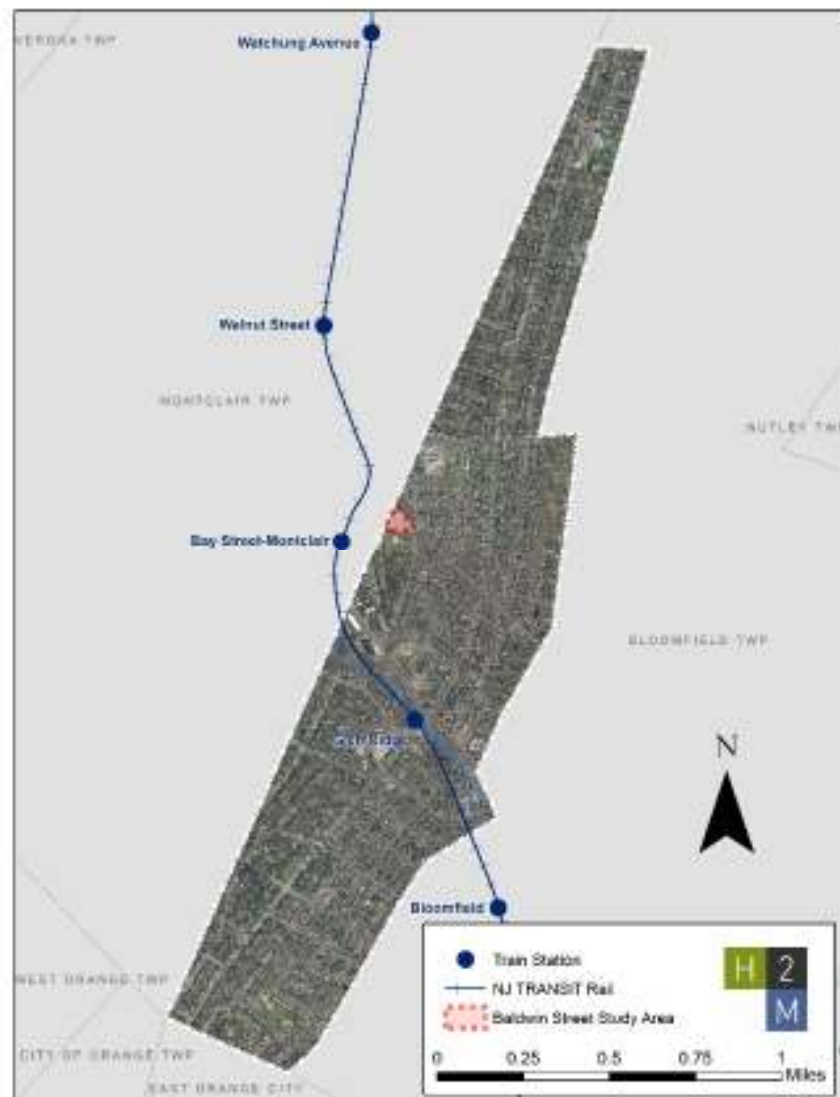 VERONA TWP
Watchung Avenue
Walnut Street
MONTCLAIR TWP
NUTLEY TWP
Bay Street-Montclair
BLOOMFIELD TWP
Glen Ridge
N
Bloomfield
WEST ORANGE TWP
CITY OF ORANGE TWP
EAST ORANGE CITY
Train Station
NJ TRANSIT Rail
Baldwin Street Study Area
H 2
M
0 0.25 0.5 0.75 1
Miles